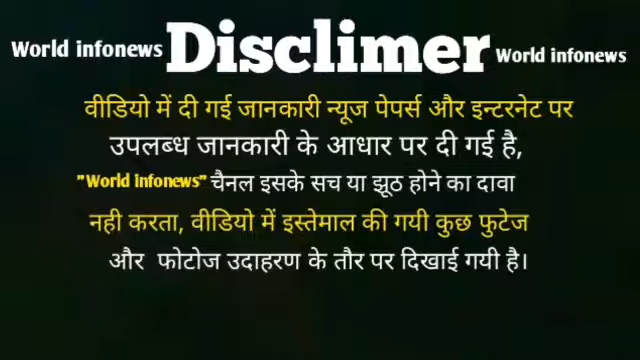 World infonews Disclimer World infonews
वीडियो में दी गई जानकारी न्यूज पेपर्स और इन्टरनेट पर
उपलब्ध जानकारी के आधार पर दी गई है,
"World infonews" चैनल इसके सच या झूठ होने का दावा
नही करता, वीडियो में इस्तेमाल की गयी कुछ फुटेज
और फोटोज उदाहरण के तौर पर दिखाई गयी है।